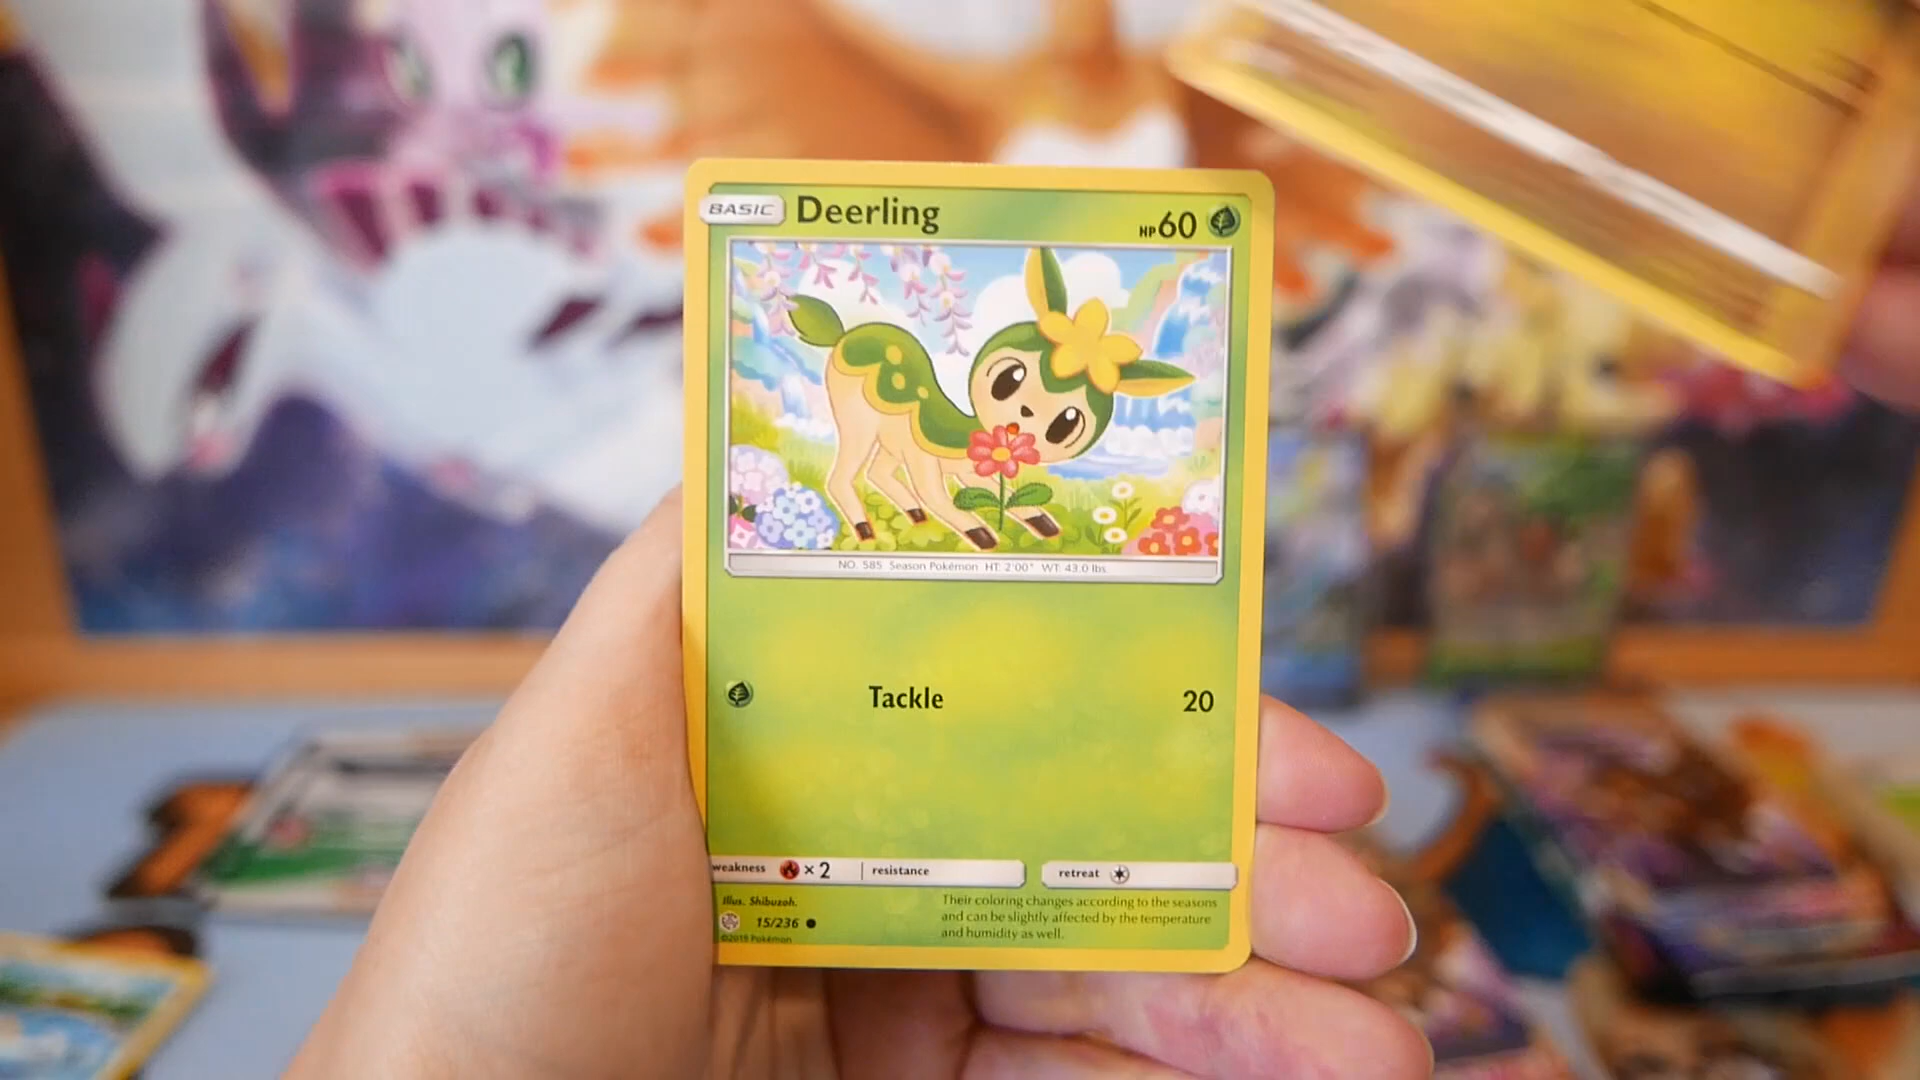 BASIC Deerling HP 60
NO. 585 Season Pokémon HT: 2'00" WT: 43.0 lbs.
Tackle 20
weakness × 2 resistance retreat
Illus. Shibuzoh.
15/236
©2019 Pokémon
Their coloring changes according to the seasons
and can be slightly affected by the temperature
and humidity as well.